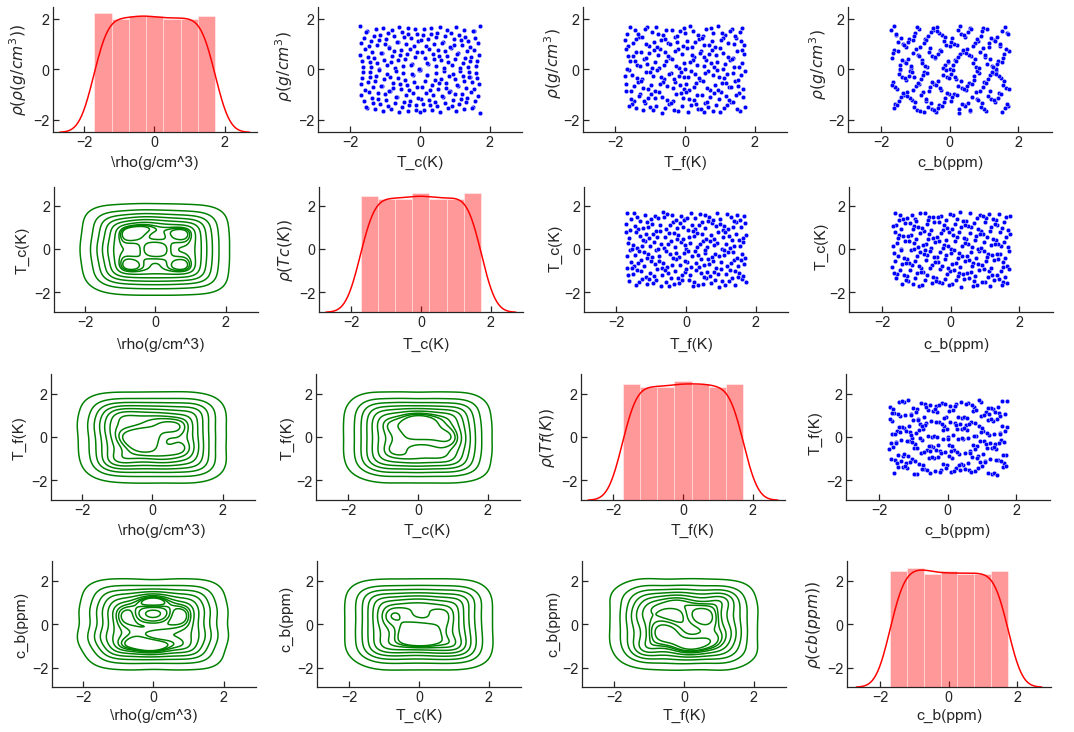 ρ(ρ(g/cm³))
2
0
−2
−2 0 2
\rho(g/cm^3)
ρ(g/cm³)
2
0
−2
−2 0 2
T_c(K)
ρ(g/cm³)
2
0
−2
−2 0 2
T_f(K)
ρ(g/cm³)
2
0
−2
−2 0 2
c_b(ppm)
T_c(K)
2
0
−2
−2 0 2
\rho(g/cm^3)
ρ(Tc(K))
2
0
−2
−2 0 2
T_c(K)
T_c(K)
2
0
−2
−2 0 2
T_f(K)
T_c(K)
2
0
−2
−2 0 2
c_b(ppm)
T_f(K)
2
0
−2
−2 0 2
\rho(g/cm^3)
T_f(K)
2
0
−2
−2 0 2
T_c(K)
ρ(Tf(K))
2
0
−2
−2 0 2
T_f(K)
T_f(K)
2
0
−2
−2 0 2
c_b(ppm)
c_b(ppm)
2
0
−2
−2 0 2
\rho(g/cm^3)
c_b(ppm)
2
0
−2
−2 0 2
T_c(K)
c_b(ppm)
2
0
−2
−2 0 2
T_f(K)
ρ(cb(ppm))
2
0
−2
−2 0 2
c_b(ppm)